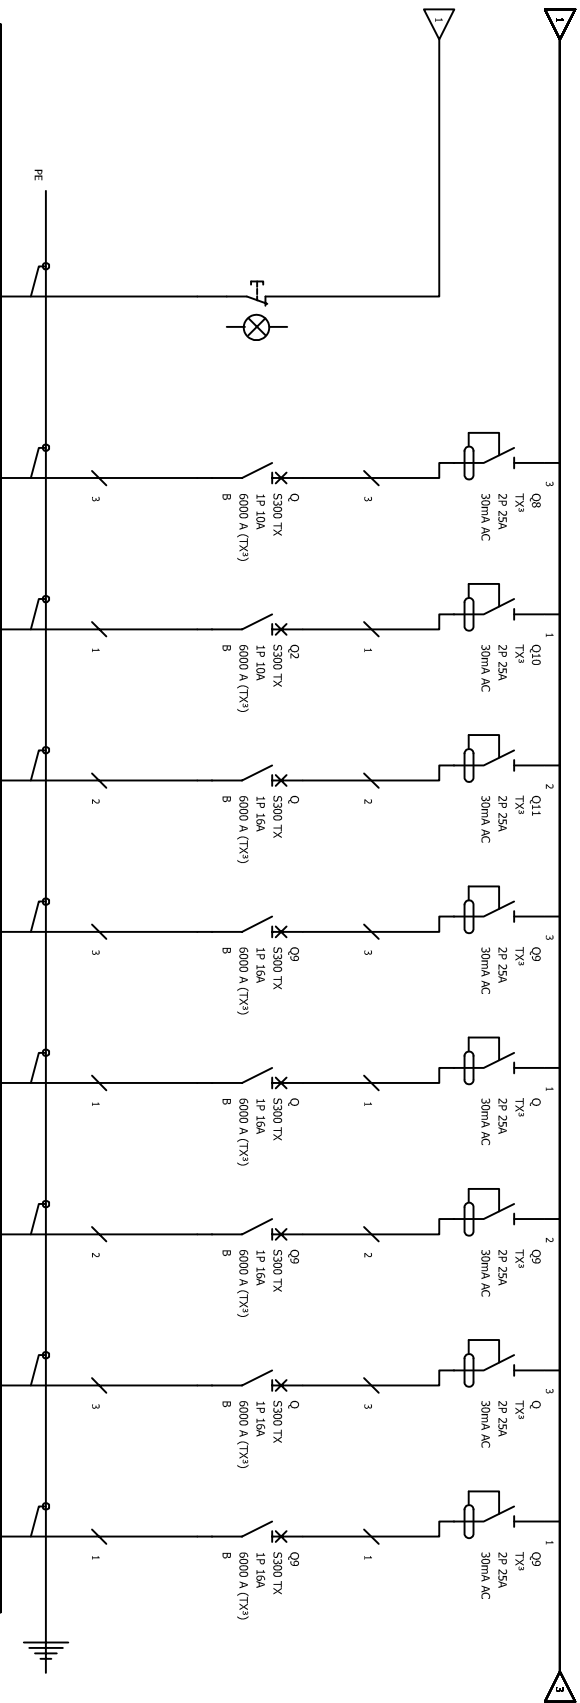 1
1
PE
3
Q8
TX³
2P 25A
30mA AC
3
Q
S300 TX
1P 10A
6000 A (TX³)
B
3
1
Q10
TX³
2P 25A
30mA AC
1
Q2
S300 TX
1P 10A
6000 A (TX³)
B
1
2
Q11
TX³
2P 25A
30mA AC
2
Q
S300 TX
1P 16A
6000 A (TX³)
B
2
3
Q9
TX³
2P 25A
30mA AC
3
Q9
S300 TX
1P 16A
6000 A (TX³)
B
3
1
Q
TX³
2P 25A
30mA AC
1
Q
S300 TX
1P 16A
6000 A (TX³)
B
1
2
Q9
TX³
2P 25A
30mA AC
2
Q9
S300 TX
1P 16A
6000 A (TX³)
B
2
3
Q
TX³
2P 25A
30mA AC
3
Q
S300 TX
1P 16A
6000 A (TX³)
B
3
1
Q9
TX³
2P 25A
30mA AC
1
Q9
S300 TX
1P 16A
6000 A (TX³)
B
1
3